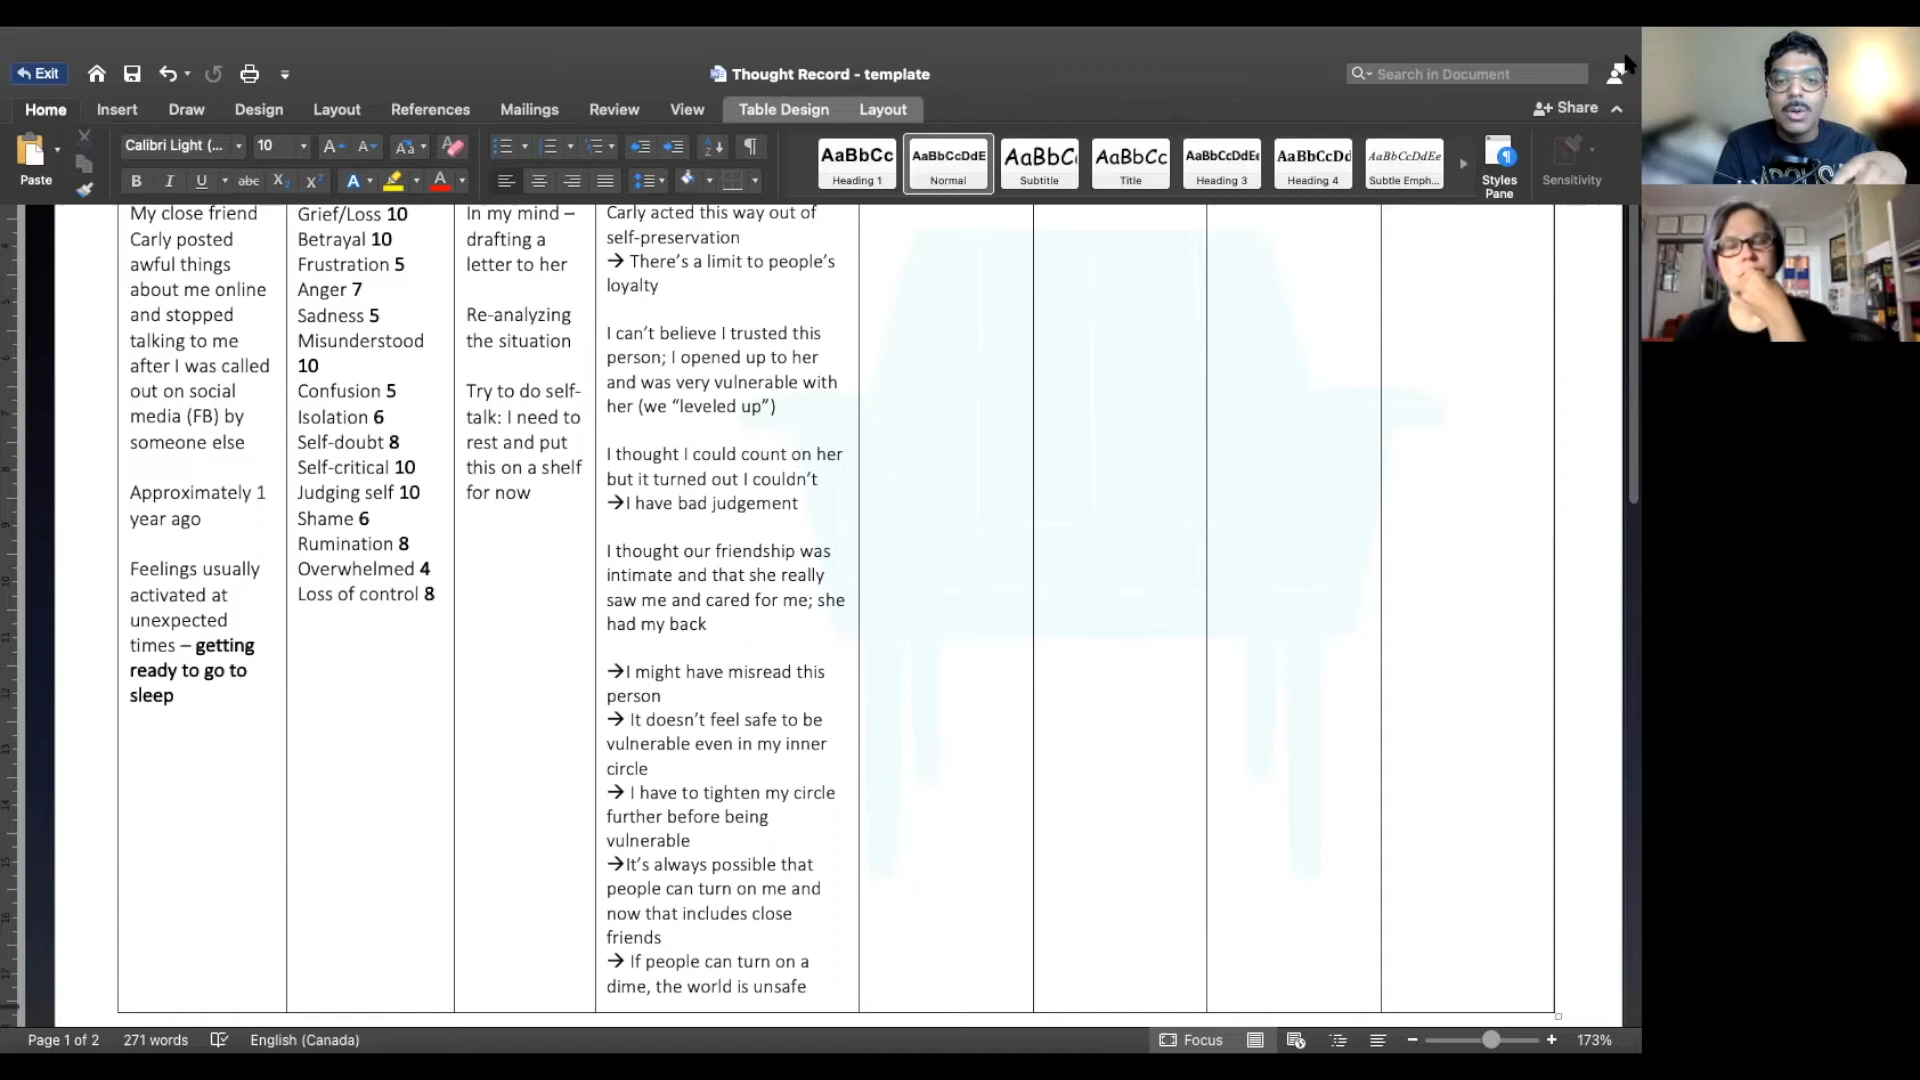 Exit
Thought Record - template
Search in Document
Home Insert Draw Design Layout References Mailings Review View Table Design Layout
Share
Paste
Calibri Light (... 10
AaBbCc Heading 1
AaBbCcDdE Normal
AaBbC Subtitle
AaBbCc Title
AaBbCcDdEe Heading 3
AaBbCcDd Heading 4
AaBbCcDdEe Subtle Emph...
Styles Pane
Sensitivity
My close friend
Carly posted
awful things
about me online
and stopped
talking to me
after I was called
out on social
media (FB) by
someone else
Approximately 1
year ago
Feelings usually
activated at
unexpected
times – getting
ready to go to
sleep
Grief/Loss 10
Betrayal 10
Frustration 5
Anger 7
Sadness 5
Misunderstood
10
Confusion 5
Isolation 6
Self-doubt 8
Self-critical 10
Judging self 10
Shame 6
Rumination 8
Overwhelmed 4
Loss of control 8
In my mind –
drafting a
letter to her
Re-analyzing
the situation
Try to do self-
talk: I need to
rest and put
this on a shelf
for now
Carly acted this way out of
self-preservation
→ There's a limit to people's
loyalty
I can't believe I trusted this
person; I opened up to her
and was very vulnerable with
her (we “leveled up”)
I thought I could count on her
but it turned out I couldn't
→I have bad judgement
I thought our friendship was
intimate and that she really
saw me and cared for me; she
had my back
→I might have misread this
person
→ It doesn't feel safe to be
vulnerable even in my inner
circle
→ I have to tighten my circle
further before being
vulnerable
→It's always possible that
people can turn on me and
now that includes close
friends
→ If people can turn on a
dime, the world is unsafe
Page 1 of 2 271 words English (Canada) Focus 173%